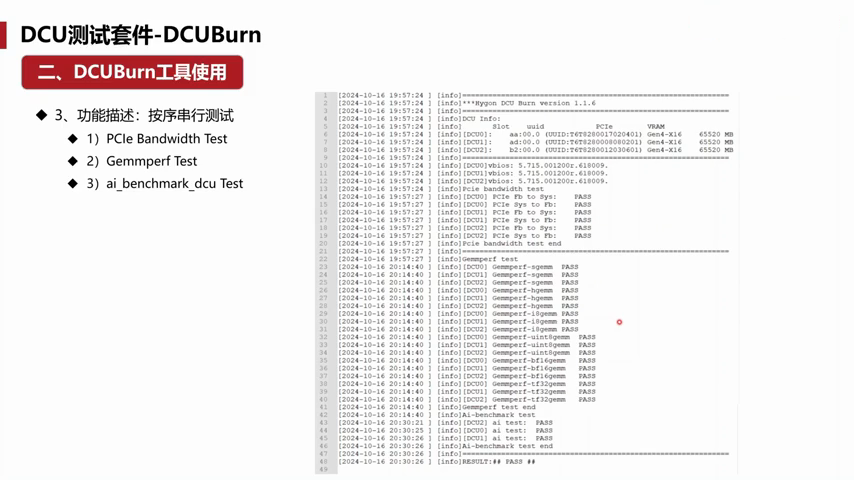 DCU测试套件-DCUBurn
二、DCUBurn工具使用
◆ 3、功能描述：按序串行测试
◆ 1）PCIe Bandwidth Test
◆ 2）Gemmperf Test
◆ 3）ai_benchmark_dcu Test
1 [2024-10-16 19:57:24 ] [info]================================================================
2 [2024-10-16 19:57:24 ] [info]***Hygon DCU Burn version 1.1.6
3 [2024-10-16 19:57:24 ] [info]================================================================
4 [2024-10-16 19:57:24 ] [info]DCU Info:
5 [2024-10-16 19:57:24 ] [info] Slot uuid PCIe VRAM
6 [2024-10-16 19:57:24 ] [info][DCU0]: aa:00.0 (UUID:T6T8280017020401) Gen4-X16 65520 MB
7 [2024-10-16 19:57:24 ] [info][DCU1]: ad:00.0 (UUID:T6T8280008080201) Gen4-X16 65520 MB
8 [2024-10-16 19:57:24 ] [info][DCU2]: b2:00.0 (UUID:T6T8280012030601) Gen4-X16 65520 MB
9 [2024-10-16 19:57:24 ] [info]================================================================
10 [2024-10-16 19:57:24 ] [info][DCU0]vbios: 5.715.001200r.618009.
11 [2024-10-16 19:57:24 ] [info][DCU1]vbios: 5.715.001200r.618009.
12 [2024-10-16 19:57:24 ] [info][DCU2]vbios: 5.715.001200r.618009.
13 [2024-10-16 19:57:24 ] [info]Pcie bandwidth test
14 [2024-10-16 19:57:27 ] [info][DCU0] PCIe Fb to Sys: PASS
15 [2024-10-16 19:57:27 ] [info][DCU0] PCIe Sys to Fb: PASS
16 [2024-10-16 19:57:27 ] [info][DCU1] PCIe Fb to Sys: PASS
17 [2024-10-16 19:57:27 ] [info][DCU1] PCIe Sys to Fb: PASS
18 [2024-10-16 19:57:27 ] [info][DCU2] PCIe Fb to Sys: PASS
19 [2024-10-16 19:57:27 ] [info][DCU2] PCIe Sys to Fb: PASS
20 [2024-10-16 19:57:27 ] [info]Pcie bandwidth test end
21 [2024-10-16 19:57:27 ] [info]================================================================
22 [2024-10-16 19:57:27 ] [info]Gemmperf test
23 [2024-10-16 20:14:40 ] [info][DCU0] Gemmperf-sgemm PASS
24 [2024-10-16 20:14:40 ] [info][DCU1] Gemmperf-sgemm PASS
25 [2024-10-16 20:14:40 ] [info][DCU2] Gemmperf-sgemm PASS
26 [2024-10-16 20:14:40 ] [info][DCU0] Gemmperf-hgemm PASS
27 [2024-10-16 20:14:40 ] [info][DCU1] Gemmperf-hgemm PASS
28 [2024-10-16 20:14:40 ] [info][DCU2] Gemmperf-hgemm PASS
29 [2024-10-16 20:14:40 ] [info][DCU0] Gemmperf-i8gemm PASS
30 [2024-10-16 20:14:40 ] [info][DCU1] Gemmperf-i8gemm PASS
31 [2024-10-16 20:14:40 ] [info][DCU2] Gemmperf-i8gemm PASS
32 [2024-10-16 20:14:40 ] [info][DCU0] Gemmperf-uint8gemm PASS
33 [2024-10-16 20:14:40 ] [info][DCU1] Gemmperf-uint8gemm PASS
34 [2024-10-16 20:14:40 ] [info][DCU2] Gemmperf-uint8gemm PASS
35 [2024-10-16 20:14:40 ] [info][DCU0] Gemmperf-bf16gemm PASS
36 [2024-10-16 20:14:40 ] [info][DCU1] Gemmperf-bf16gemm PASS
37 [2024-10-16 20:14:40 ] [info][DCU2] Gemmperf-bf16gemm PASS
38 [2024-10-16 20:14:40 ] [info][DCU0] Gemmperf-tf32gemm PASS
39 [2024-10-16 20:14:40 ] [info][DCU1] Gemmperf-tf32gemm PASS
40 [2024-10-16 20:14:40 ] [info][DCU2] Gemmperf-tf32gemm PASS
41 [2024-10-16 20:14:40 ] [info]Gemmperf test end
42 [2024-10-16 20:14:40 ] [info]Ai-benchmark test
43 [2024-10-16 20:30:21 ] [info][DCU2] ai test: PASS
44 [2024-10-16 20:30:25 ] [info][DCU0] ai test: PASS
45 [2024-10-16 20:30:26 ] [info][DCU1] ai test: PASS
46 [2024-10-16 20:30:26 ] [info]Ai-benchmark test end
47 [2024-10-16 20:30:26 ] [info]================================================================
48 [2024-10-16 20:30:26 ] [info]RESULT:## PASS ##
49